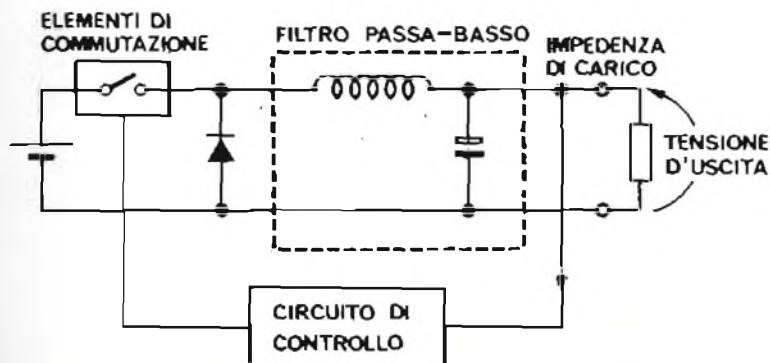 ELEMENTI DI
COMMUTAZIONE
FILTRO PASSA-BASSO
IMPEDENZA
DI CARICO
TENSIONE
D'USCITA
CIRCUITO DI
CONTROLLO